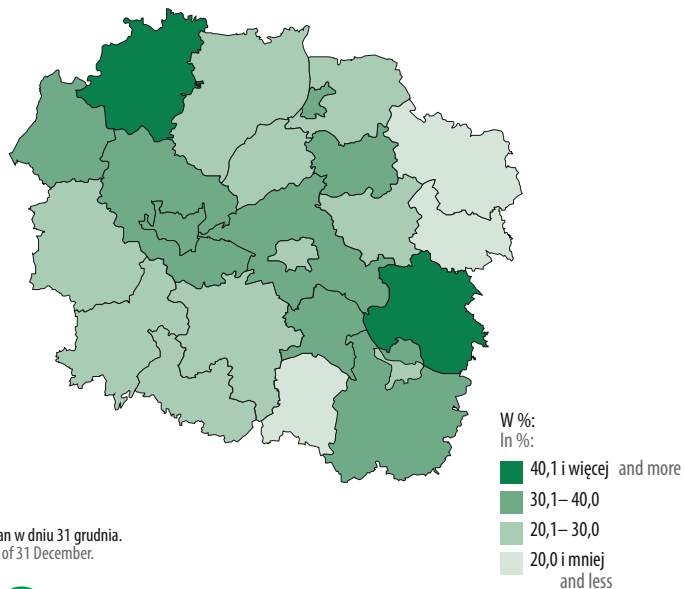 W %:
In %:
40,1 i więcej and more
30,1– 40,0
20,1– 30,0
20,0 i mniej
and less
w dniu 31 grudnia.
of 31 December.